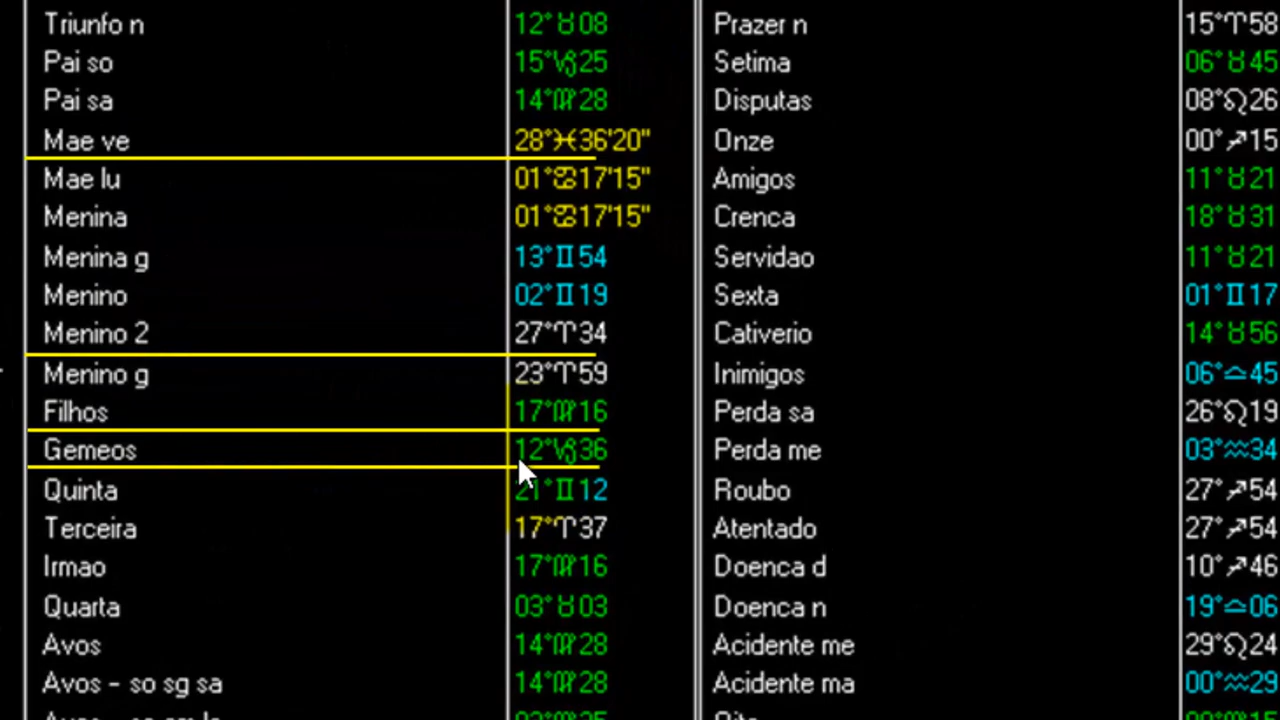 Triunfo n 12°♉08 Prazer n 15°♈58
Pai so 15°♑25 Setima 06°♉45
Pai sa 14°♍28 Disputas 08°♌26
Mae ve 28°♓36'20" Onze 00°♐15
Mae lu 01°♋17'15" Amigos 11°♉21
Menina 01°♋17'15" Crenca 18°♉31
Menina g 13°♊54 Servidao 11°♉21
Menino 02°♊19 Sexta 01°♊17
Menino 2 27°♈34 Cativerio 14°♉56
Menino g 23°♈59 Inimigos 06°♎45
Filhos 17°♍16 Perda sa 26°♌19
Gemeos 12°♑36 Perda me 03°♒34
Quinta 21°♊12 Roubo 27°♐54
Terceira 17°♈37 Atentado 27°♐54
Irmao 17°♍16 Doenca d 10°♐46
Quarta 03°♉03 Doenca n 19°♎06
Avos 14°♍28 Acidente me 29°♌24
Avos - so sg sa 14°♍28 Acidente ma 00°♒29